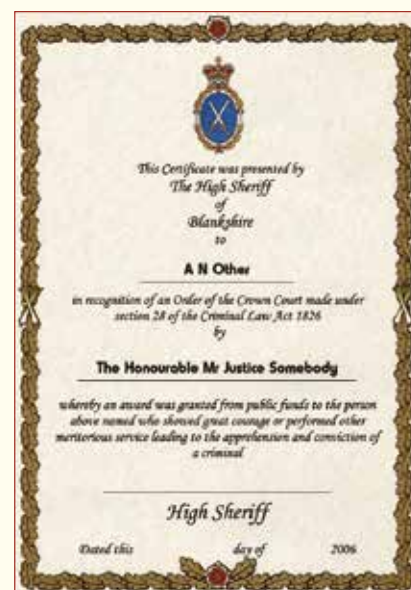 This Certificate was presented by
The High Sheriff
of
Blankshire
to
A N Other
in recognition of an Order of the Crown Court made under
section 28 of the Criminal Law Act 1826
by
The Honourable Mr Justice Somebody
whereby an award was granted from public funds to the person
above named who showed great courage or performed other
meritorious service leading to the apprehension and conviction of
a criminal
High Sheriff
Dated this day of 2006